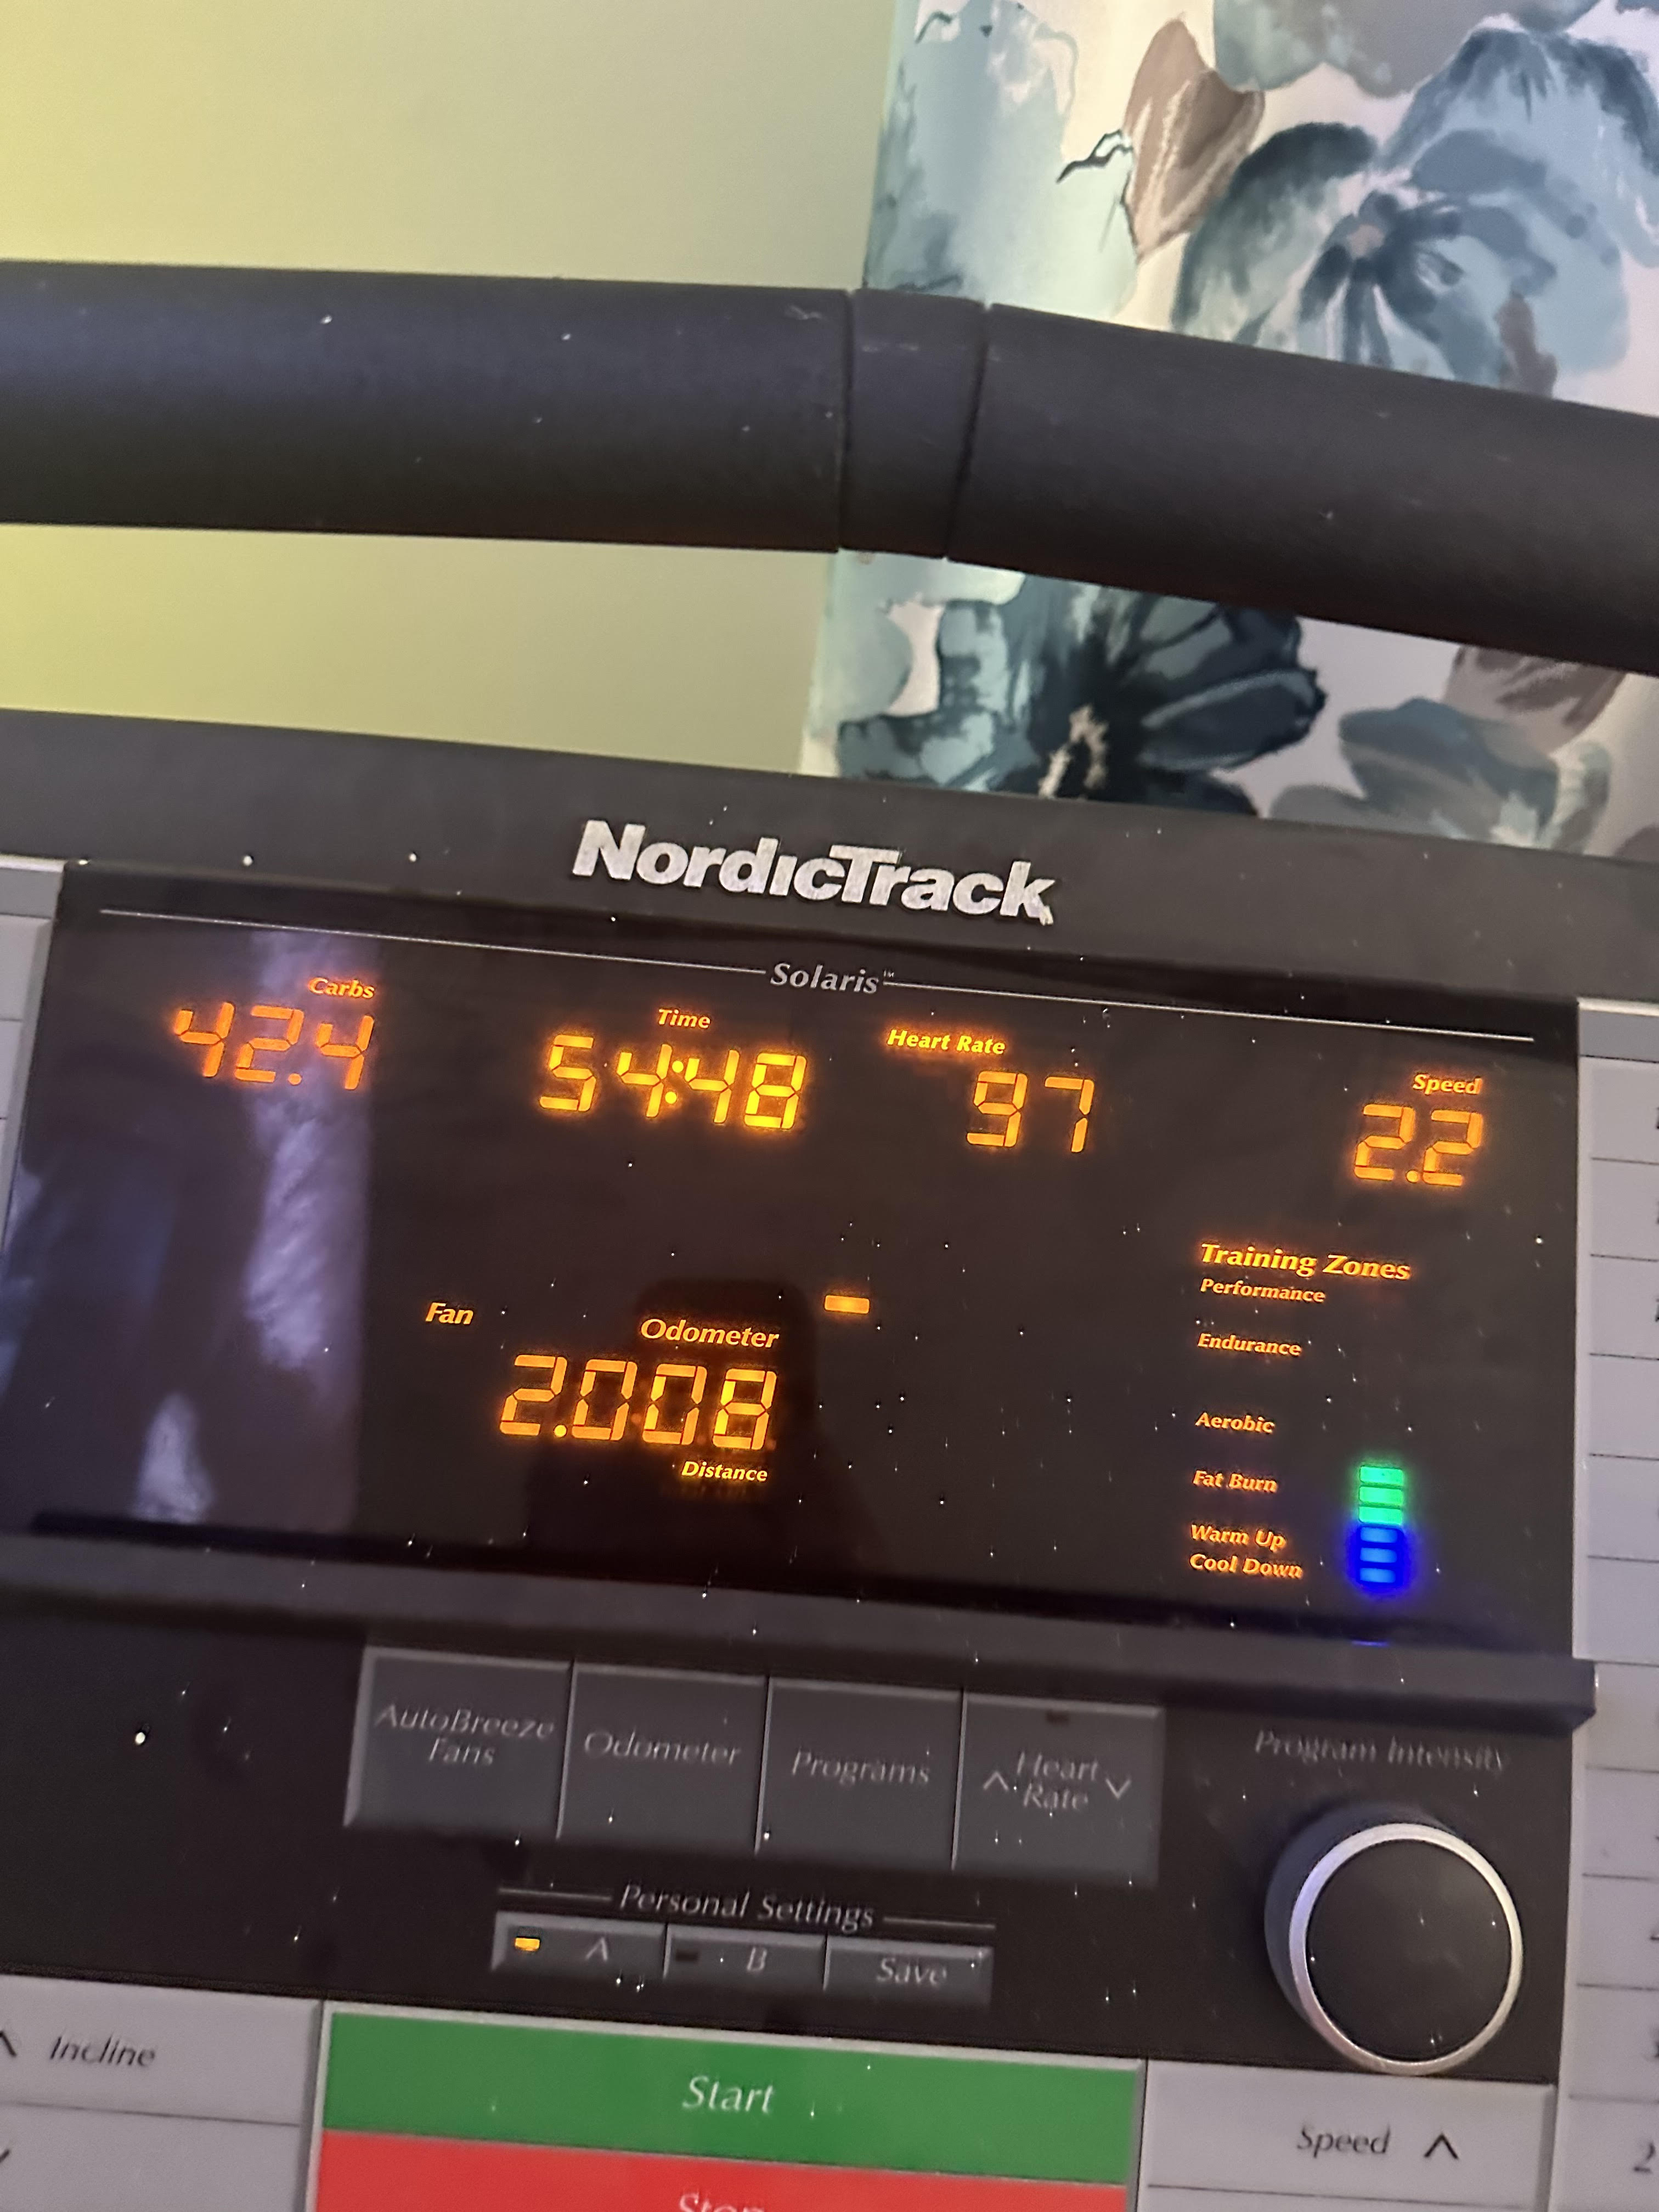 NordicTrack
Solaris™
Carbs
42.4
Time
54:48
Heart Rate
97
Speed
2.2
Training Zones
Performance
Endurance
Aerobic
Fat Burn
Warm Up
Cool Down
Fan
Odometer
2.008
Distance
AutoBreeze
Fans
Odometer
Programs
Heart
Rate
Program Intensity
Personal Settings
A
B
Save
Incline
Start
Speed
2